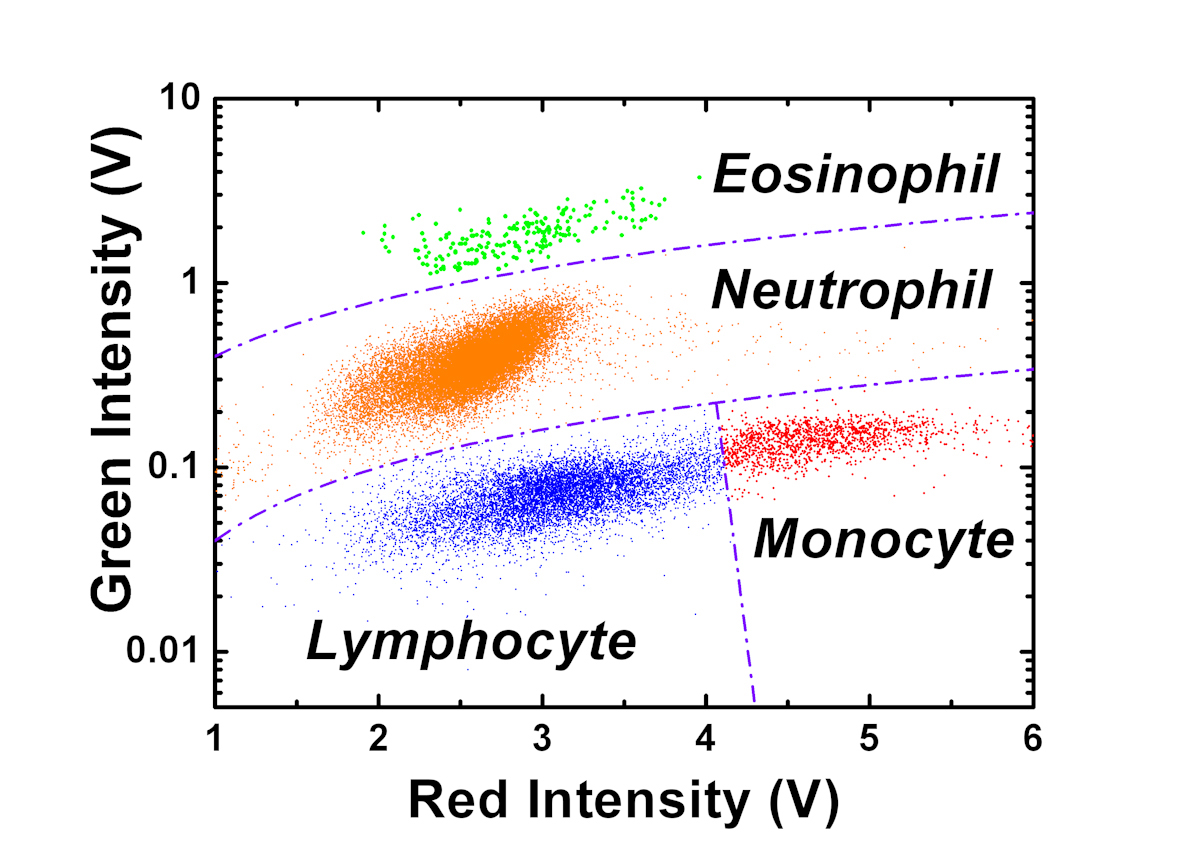 10
1
0.1
0.01
Green Intensity (V)
Eosinophil
Neutrophil
Monocyte
Lymphocyte
1 2 3 4 5 6
Red Intensity (V)